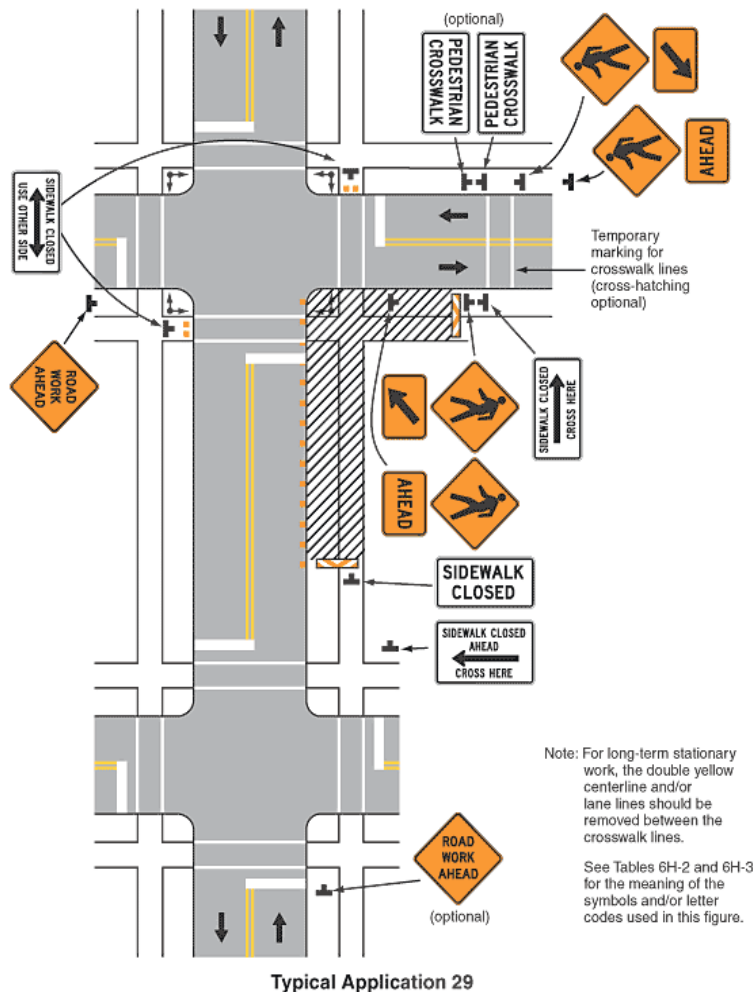 (optional)
PEDESTRIAN
CROSSWALK
PEDESTRIAN
CROSSWALK
AHEAD
SIDEWALK CLOSED
USE OTHER SIDE
Temporary
marking for
crosswalk lines
(cross-hatching
optional)
ROAD
WORK
AHEAD
SIDEWALK CLOSED
CROSS HERE
AHEAD
SIDEWALK
CLOSED
SIDEWALK CLOSED
AHEAD
CROSS HERE
Note: For long-term stationary
work, the double yellow
centerline and/or
lane lines should be
removed between the
crosswalk lines.
ROAD
WORK
AHEAD
(optional)
See Tables 6H-2 and 6H-3
for the meaning of the
symbols and/or letter
codes used in this figure.
Typical Application 29